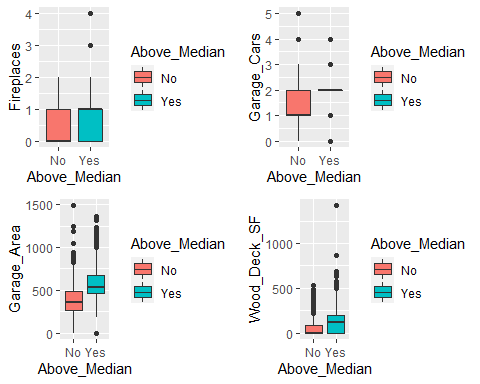 Fireplaces
4
3
2
1
0
No Yes
Above_Median
Above_Median
No
Yes
Garage_Cars
5
4
3
2
1
0
No Yes
Above_Median
Above_Median
No
Yes
Garage_Area
1500
1000
500
0
No Yes
Above_Median
Above_Median
No
Yes
Wood_Deck_SF
1000
500
0
No Yes
Above_Median
Above_Median
No
Yes